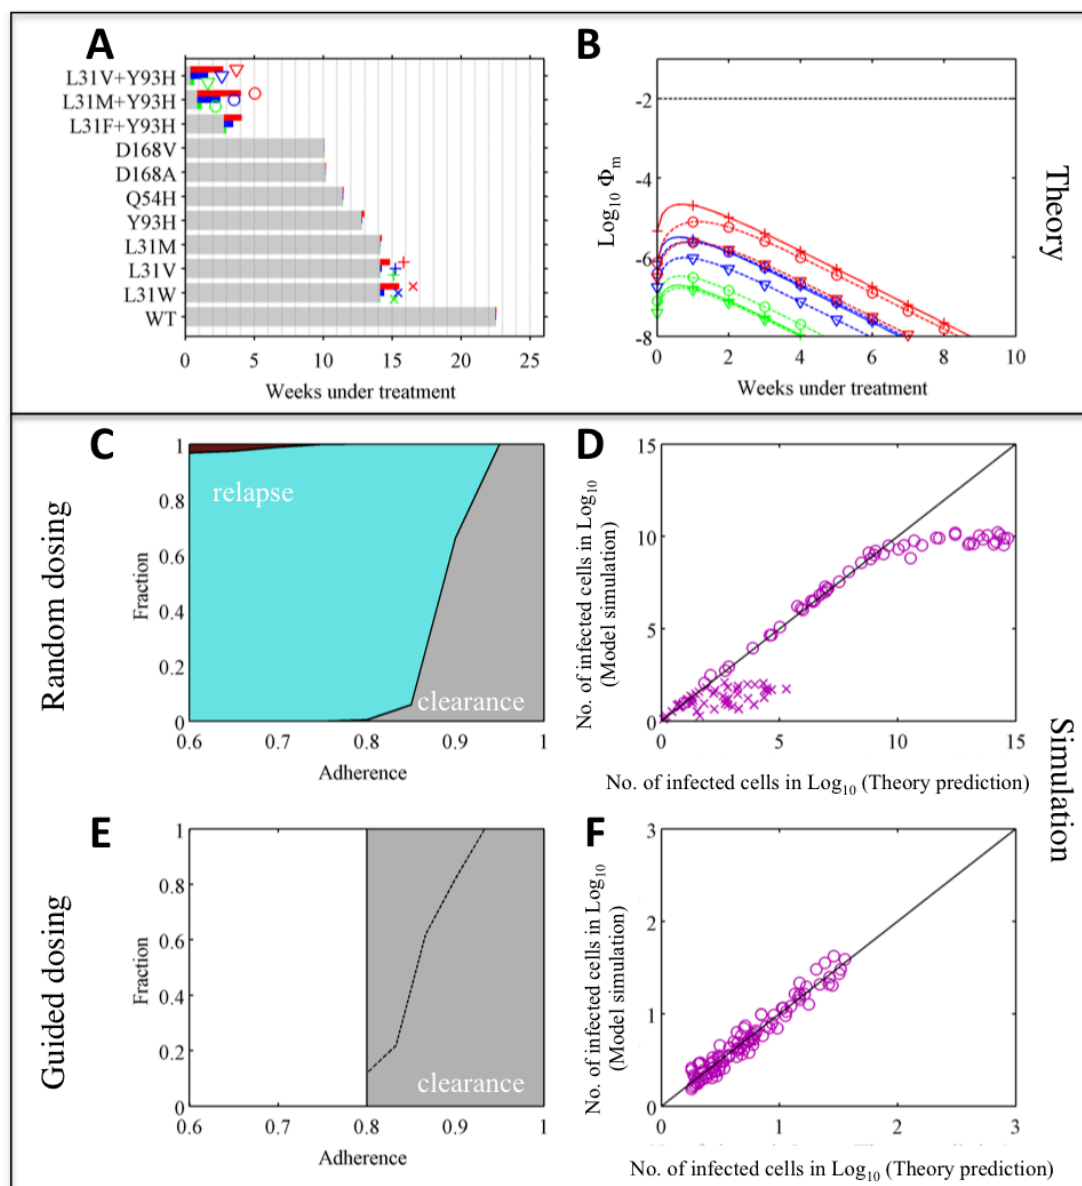 A
L31V+Y93H
L31M+Y93H
L31F+Y93H
D168V
D168A
Q54H
Y93H
L31M
L31V
L31W
WT
0 5 10 15 20 25
Weeks under treatment
B
-2
-4
-6
-8
Log10 Φm
0 2 4 6 8 10
Weeks under treatment
Theory
C
1
0.8
0.6
0.4
0.2
0
Fraction
relapse
clearance
0.6 0.7 0.8 0.9 1
Adherence
Random dosing
D
15
10
5
0
No. of infected cells in Log10
(Model simulation)
0 5 10 15
No. of infected cells in Log10 (Theory prediction)
Simulation
E
1
0.8
0.6
0.4
0.2
0
Fraction
clearance
0.6 0.7 0.8 0.9 1
Adherence
Guided dosing
F
3
2
1
0
No. of infected cells in Log10
(Model simulation)
0 1 2 3
No. of infected cells in Log10 (Theory prediction)